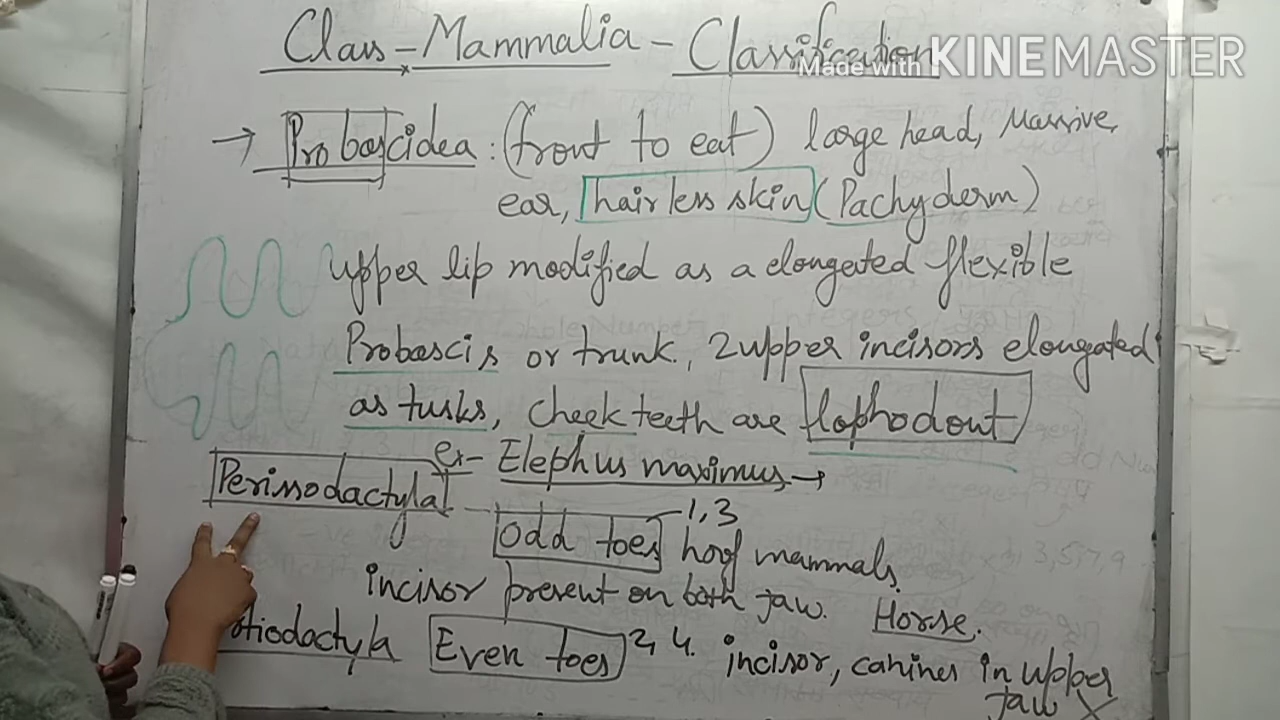 Class - Mammalia - Classification
Made with KINEMASTER
→ Proboscidea : (front to eat) large head, Massive,
ear, hairless skin (Pachyderm)
upper lip modified as a elongated flexible
Proboscis or trunk, 2 upper incisors elongated
as tusks, cheek teeth are lophodont
ex- Elephus maximus →
Perissodactyla - Odd toes - 1, 3
hoof mammals,
incisor present on both jaw. Horse.
otiodactyla Even toes 2, 4. incisor, canines in upper
jaw X